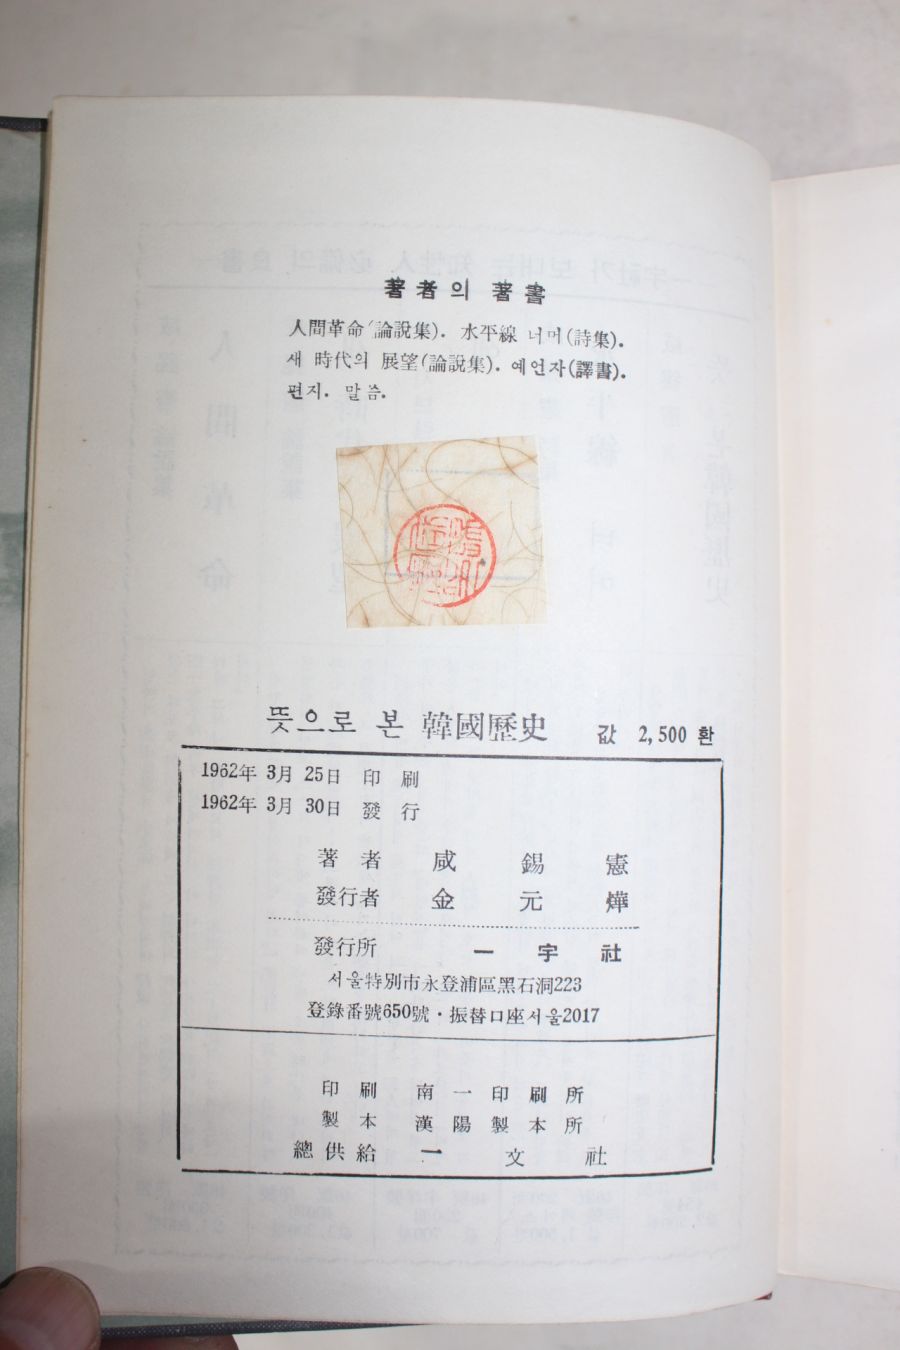 著者의 著書
人間革命(論說集). 水平線 너머(詩集).
새 時代의 展望(論說集). 예언자(譯書).
편지. 말씀.
뜻으로 본 韓國歷史 값 2,500 환
1962年 3月 25日 印刷
1962年 3月 30日 發行
著者 咸錫憲
發行者 金元燁
發行所 一宇社
서울特別市永登浦區黑石洞223
登錄番號650號·振替口座서울2017
印刷 南一印刷所
製本 漢陽製本所
總供給 一文社